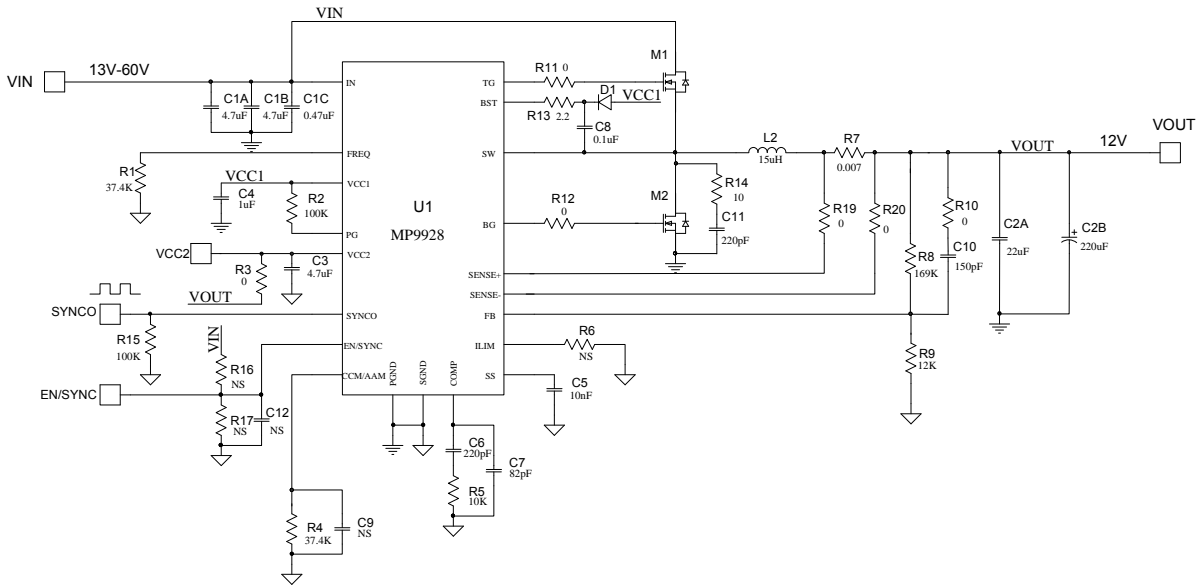 VIN
13V-60V
VIN
C1A
4.7uF
C1B
4.7uF
C1C
0.47uF
R1
37.4K
VCC1
C4
1uF
R2
100K
VCC2
R3
0
C3
4.7uF
VOUT
SYNCO
R15
100K
VIN
R16
NS
EN/SYNC
R17
NS
C12
NS
R4
37.4K
C9
NS
IN
FREQ
VCC1
PG
VCC2
SYNCO
EN/SYNC
CCM/AAM
U1
MP9928
PGND
SGND
COMP
TG
BST
SW
BG
SENSE+
SENSE-
FB
ILIM
SS
C6
220pF
R5
10K
C7
82pF
R11 0
R13 2.2
D1
VCC1
C8
0.1uF
M1
R12
0
M2
R14
10
C11
220pF
R6
NS
C5
10nF
L2
15uH
R7
0.007
R19
0
R20
0
R8
169K
R10
0
C10
150pF
R9
12K
VOUT
12V
VOUT
C2A
22uF
+
C2B
220uF